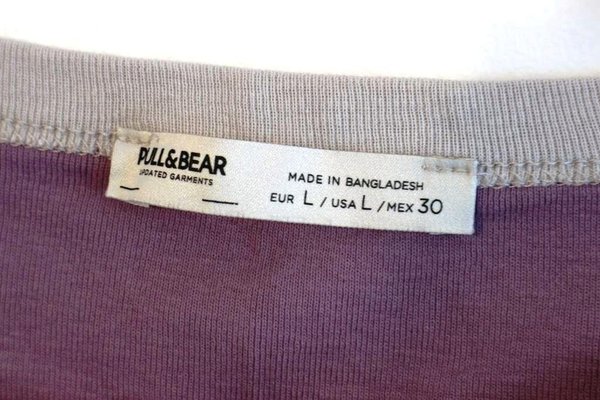 PULL&BEAR
UPDATED GARMENTS
MADE IN BANGLADESH
EUR L / USA L / MEX 30